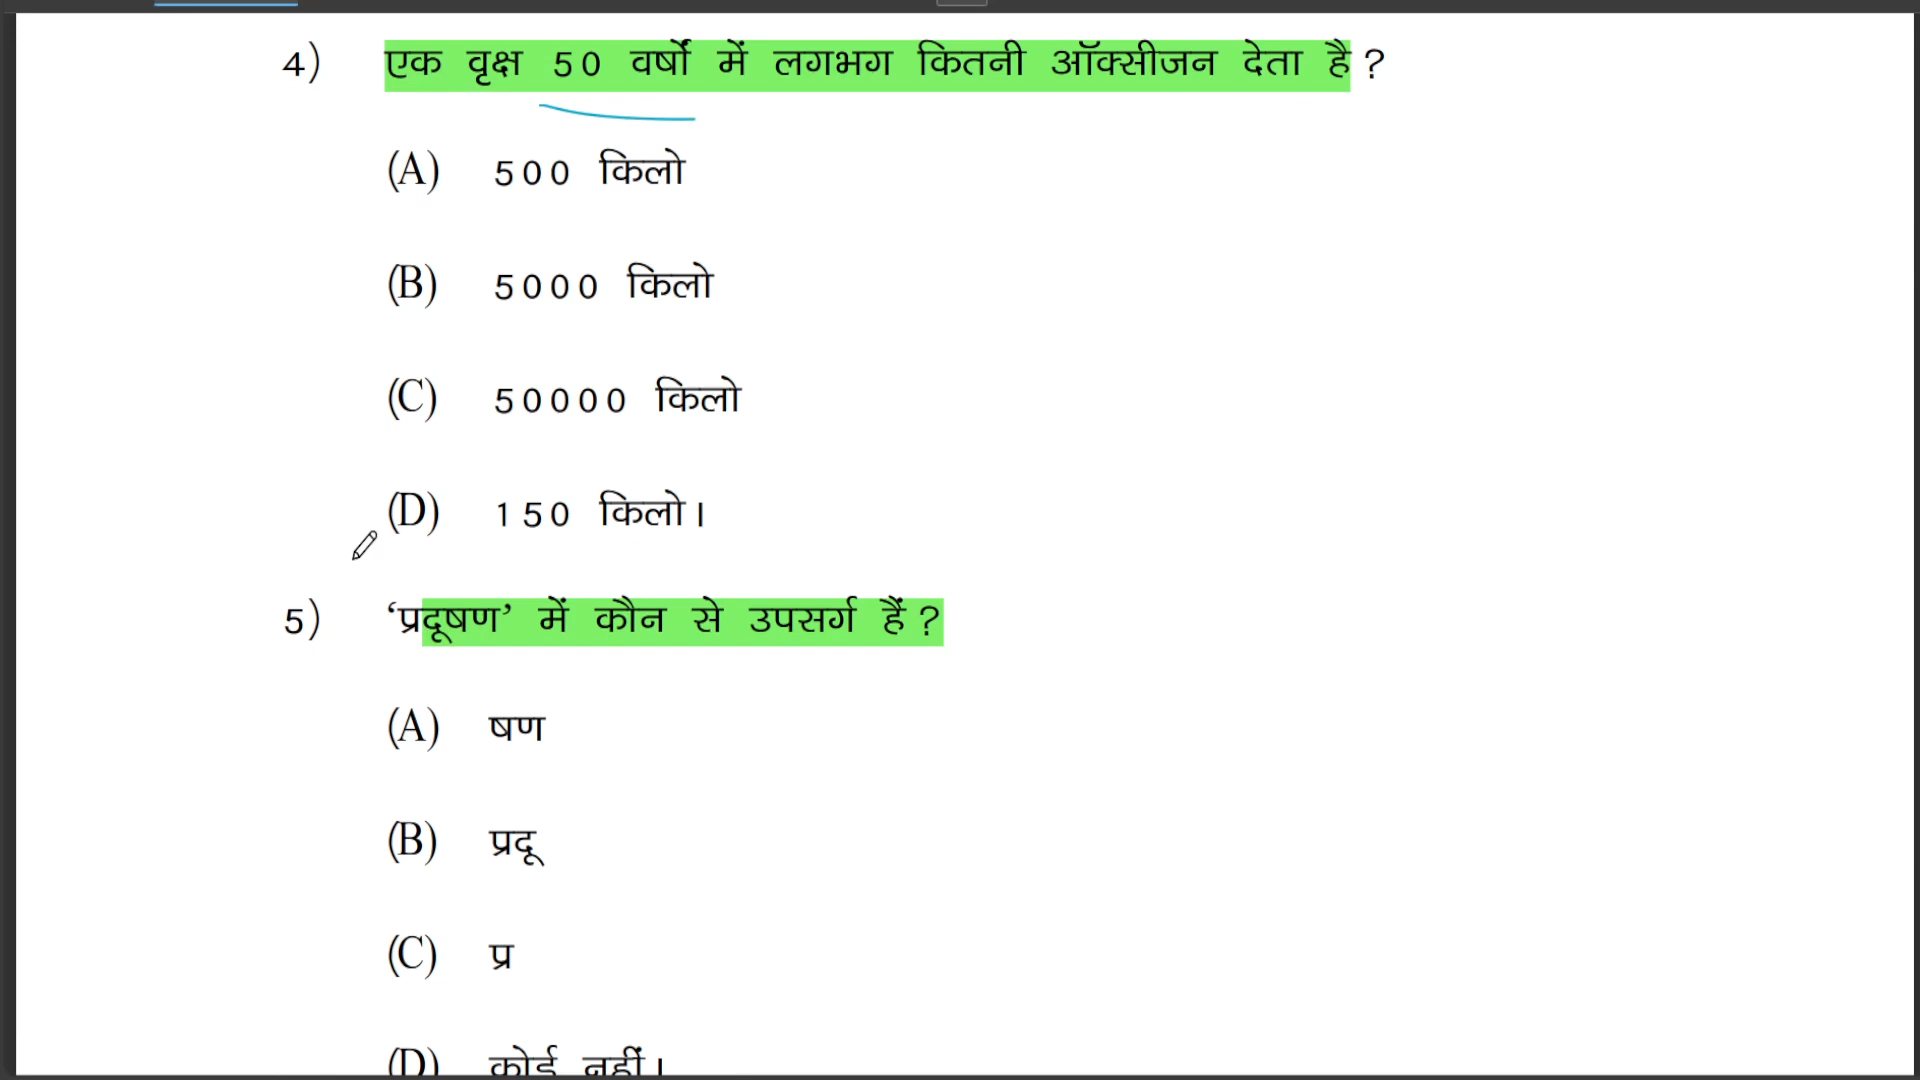 4) एक वृक्ष 50 वर्षों में लगभग कितनी ऑक्सीजन देता है ?
(A) 500 किलो
(B) 5000 किलो
(C) 50000 किलो
(D) 150 किलो।
5) ‘प्रदूषण’ में कौन से उपसर्ग हैं ?
(A) षण
(B) प्रदू
(C) प्र
(D) कोई नहीं।